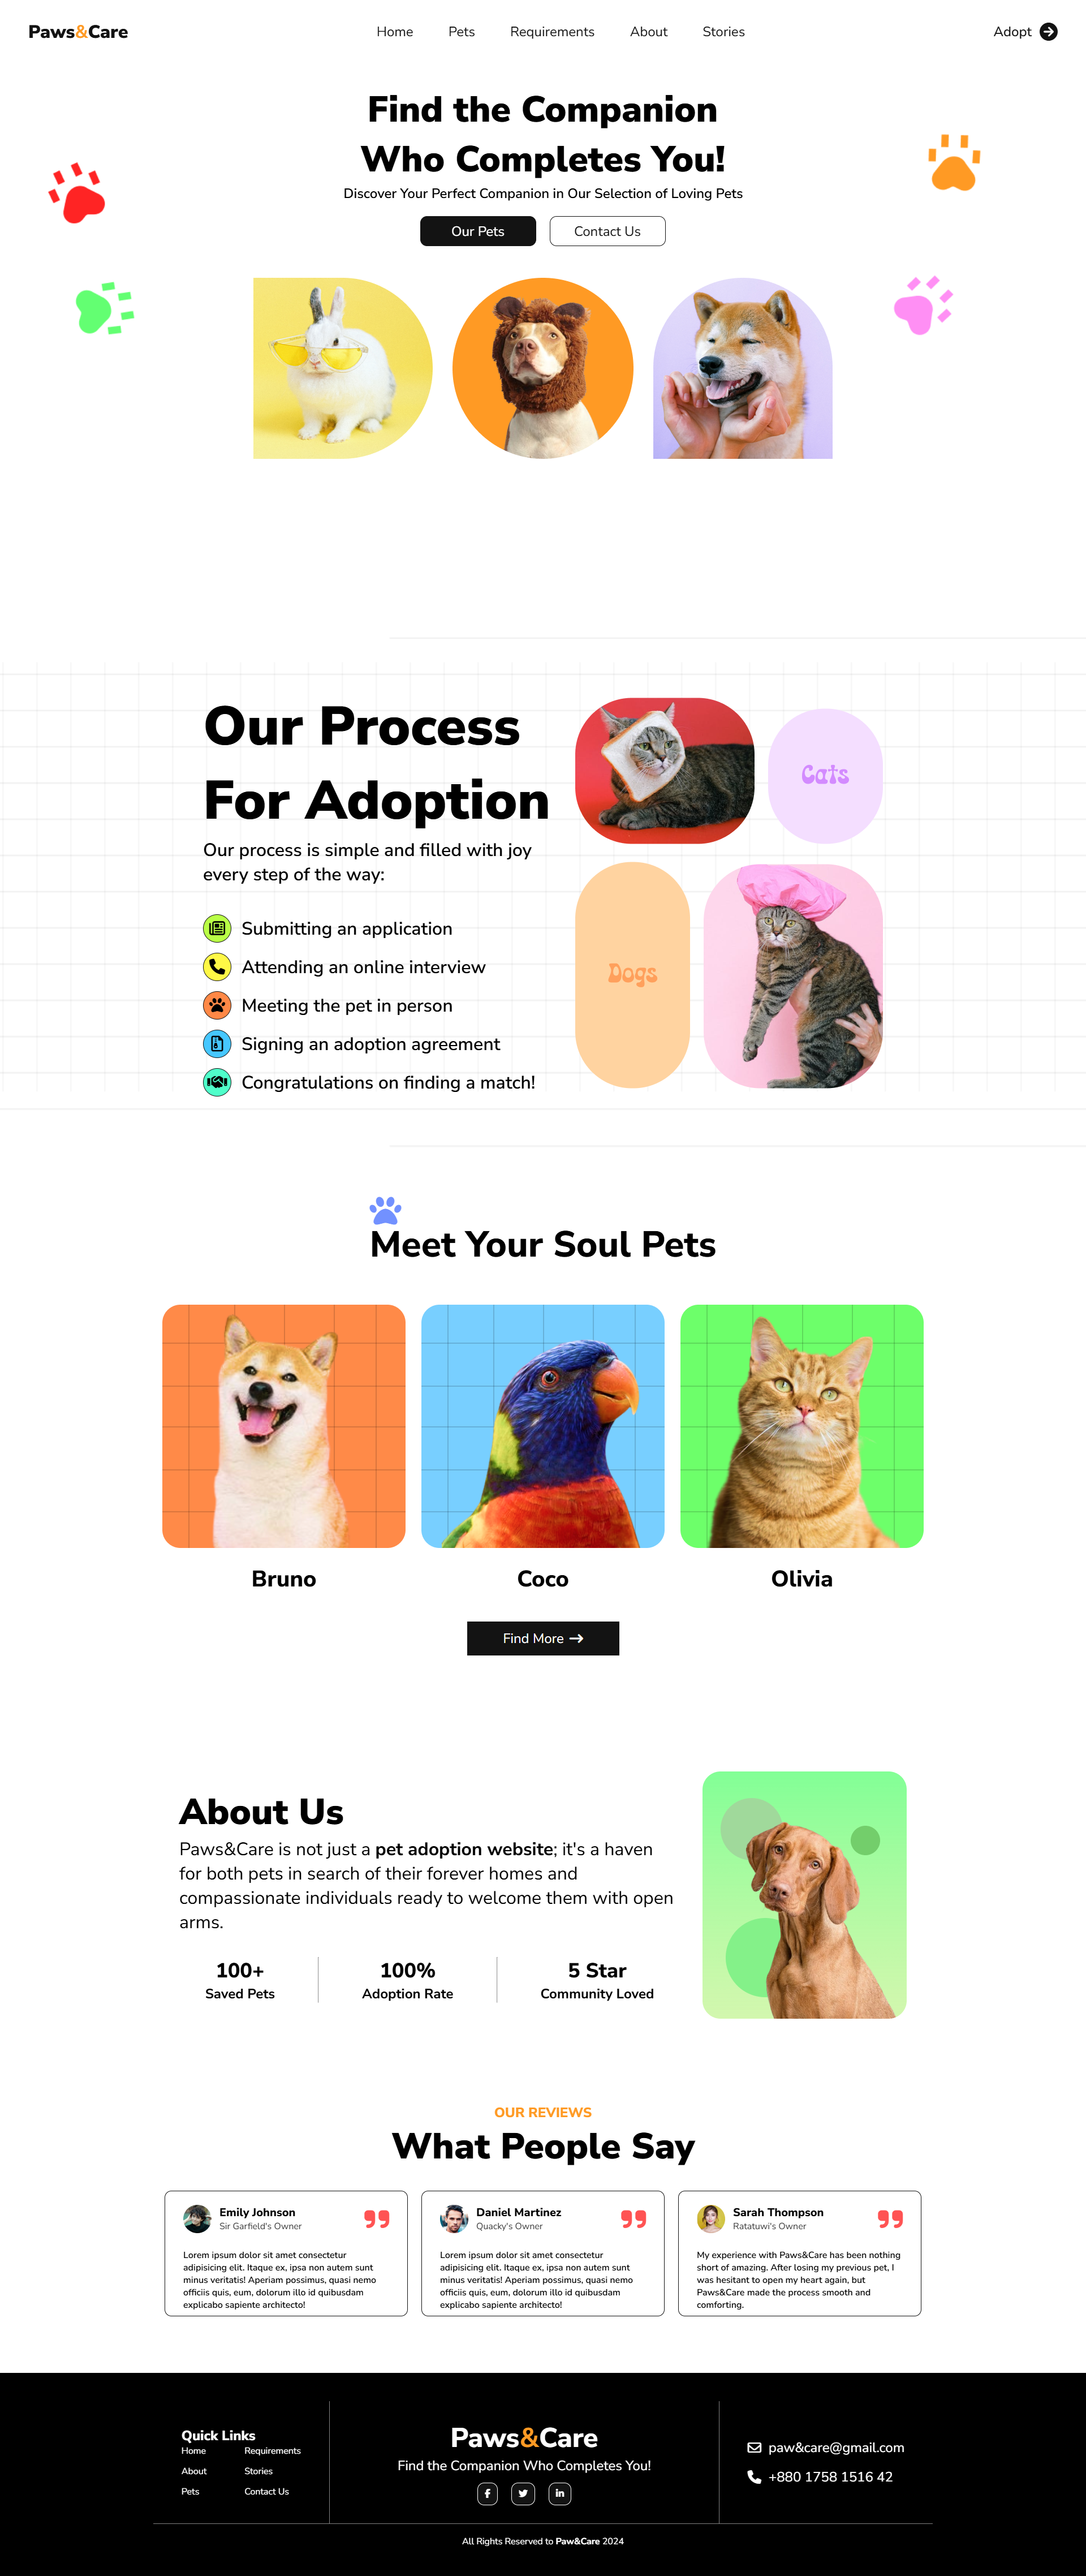 Paws&Care
Home
Pets
Requirements
About
Stories
Adopt
Find the Companion
Who Completes You!
Discover Your Perfect Companion in Our Selection of Loving Pets
Our Pets
Contact Us
Our Process
For Adoption
Our process is simple and filled with joy
every step of the way:
Submitting an application
Attending an online interview
Meeting the pet in person
Signing an adoption agreement
Congratulations on finding a match!
Cats
Dogs
Meet Your Soul Pets
Bruno
Coco
Olivia
Find More
About Us
Paws&Care is not just a pet adoption website; it's a haven
for both pets in search of their forever homes and
compassionate individuals ready to welcome them with open
arms.
100+
Saved Pets
100%
Adoption Rate
5 Star
Community Loved
OUR REVIEWS
What People Say
Emily Johnson
Sir Garfield's Owner
Lorem ipsum dolor sit amet consectetur
adipisicing elit. Itaque ex, ipsa non autem sunt
minus veritatis! Aperiam possimus, quasi nemo
officiis quis, eum, dolorum illo id quibusdam
explicabo sapiente architecto!
Daniel Martinez
Quacky's Owner
Lorem ipsum dolor sit amet consectetur
adipisicing elit. Itaque ex, ipsa non autem sunt
minus veritatis! Aperiam possimus, quasi nemo
officiis quis, eum, dolorum illo id quibusdam
explicabo sapiente architecto!
Sarah Thompson
Ratatuwi's Owner
My experience with Paws&Care has been nothing
short of amazing. After losing my previous pet, I
was hesitant to open my heart again, but
Paws&Care made the process smooth and
comforting.
Quick Links
Home
Requirements
About
Stories
Pets
Contact Us
Paws&Care
Find the Companion Who Completes You!
paw&care@gmail.com
+880 1758 1516 42
All Rights Reserved to Paw&Care 2024